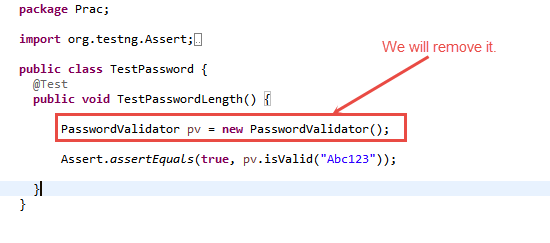 package Prac;
import org.testng.Assert;
We will remove it.
public class TestPassword {
@Test
public void TestPasswordLength() {
PasswordValidator pv = new PasswordValidator();
Assert.assertEquals(true, pv.isValid("Abc123"));
}
}